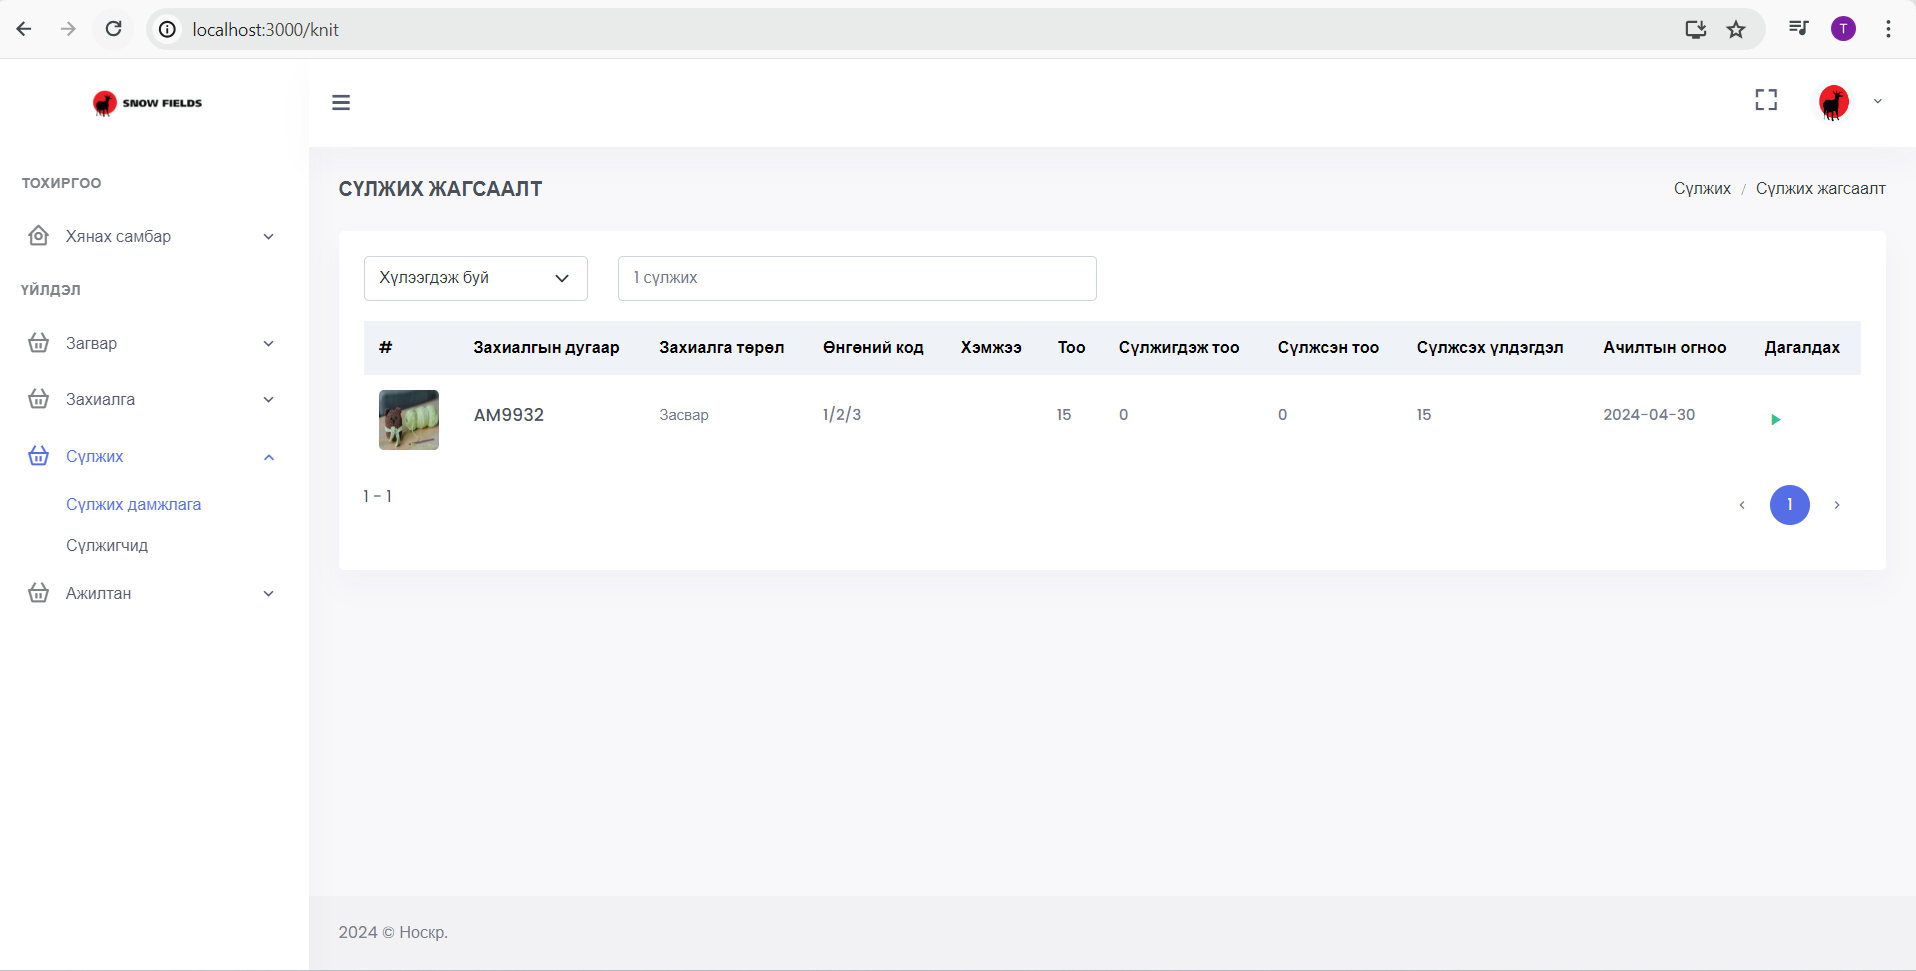 localhost:3000/knit
T
SNOW FIELDS
ТОХИРГОО
Хянах самбар
ҮЙЛДЭЛ
Загвар
Захиалга
Сүлжих
Сүлжих дамжлага
Сүлжигчид
Ажилтан
СҮЛЖИХ ЖАГСААЛТ
Сүлжих / Сүлжих жагсаалт
Хүлээгдэж буй
1 сүлжих
# Захиалгын дугаар Захиалга төрөл Өнгөний код Хэмжээ Тоо Сүлжигдэж тоо Сүлжсэн тоо Сүлжсэх үлдэгдэл Ачилтын огноо Дагалдах
AM9932 Засвар 1/2/3 15 0 0 15 2024-04-30
1 - 1
‹ 1 ›
2024 © Носкр.